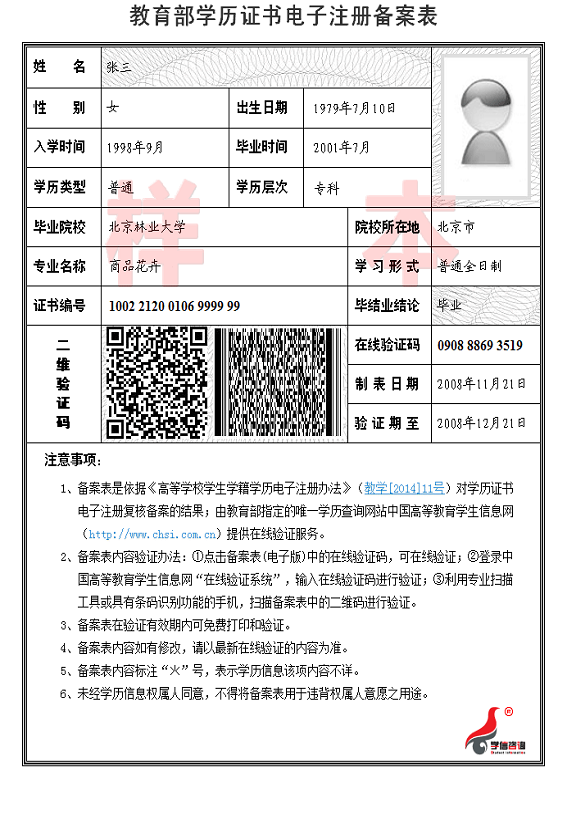 教育部学历证书电子注册备案表
姓 名 张三
性 别 女 出生日期 1979年7月10日
入学时间 1998年9月 毕业时间 2001年7月
学历类型 普通 学历层次 专科
样 本
毕业院校 北京林业大学 院校所在地 北京市
专业名称 商品花卉 学 习 形 式 普通全日制
证书编号 1002 2120 0106 9999 99 毕结业结论 毕业
二维验证码 在线验证码 0908 8869 3519
制 表 日 期 2008年11月21日
验 证 期 至 2008年12月21日
注意事项：
1、备案表是依据《高等学校学生学籍学历电子注册办法》（教学[2014]11号）对学历证书
电子注册复核备案的结果；由教育部指定的唯一学历查询网站中国高等教育学生信息网
（http://www.chsi.com.cn）提供在线验证服务。
2、备案表内容验证办法：①点击备案表(电子版)中的在线验证码，可在线验证；②登录中
国高等教育学生信息网“在线验证系统”，输入在线验证码进行验证；③利用专业扫描
工具或具有条码识别功能的手机，扫描备案表中的二维码进行验证。
3、备案表在验证有效期内可免费打印和验证。
4、备案表内容如有修改，请以最新在线验证的内容为准。
5、备案表内容标注“*”号，表示学历信息该项内容不详。
6、未经学历信息权属人同意，不得将备案表用于违背权属人意愿之用途。
学信咨询